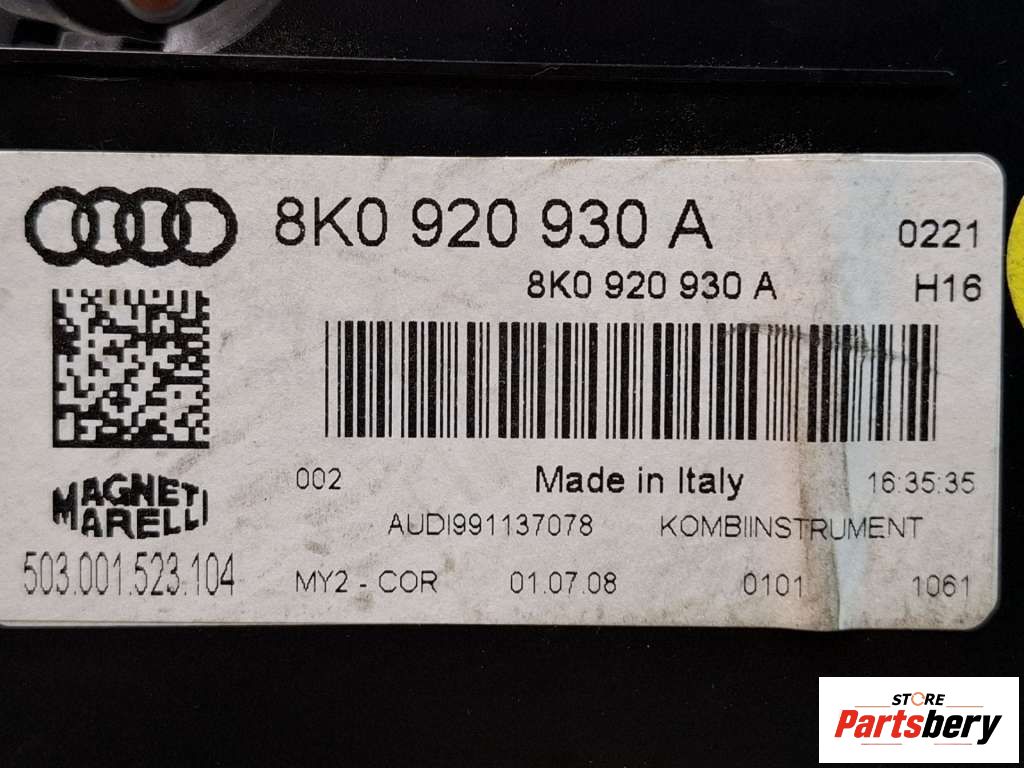 8K0 920 930 A
0221
8K0 920 930 A
H16
MAGNETI
MARELLI
002
Made in Italy
16:35:35
AUDI991137078
KOMBIINSTRUMENT
503.001.523.104
MY2 - COR
01.07.08
0101
1061
STORE
Partsbery